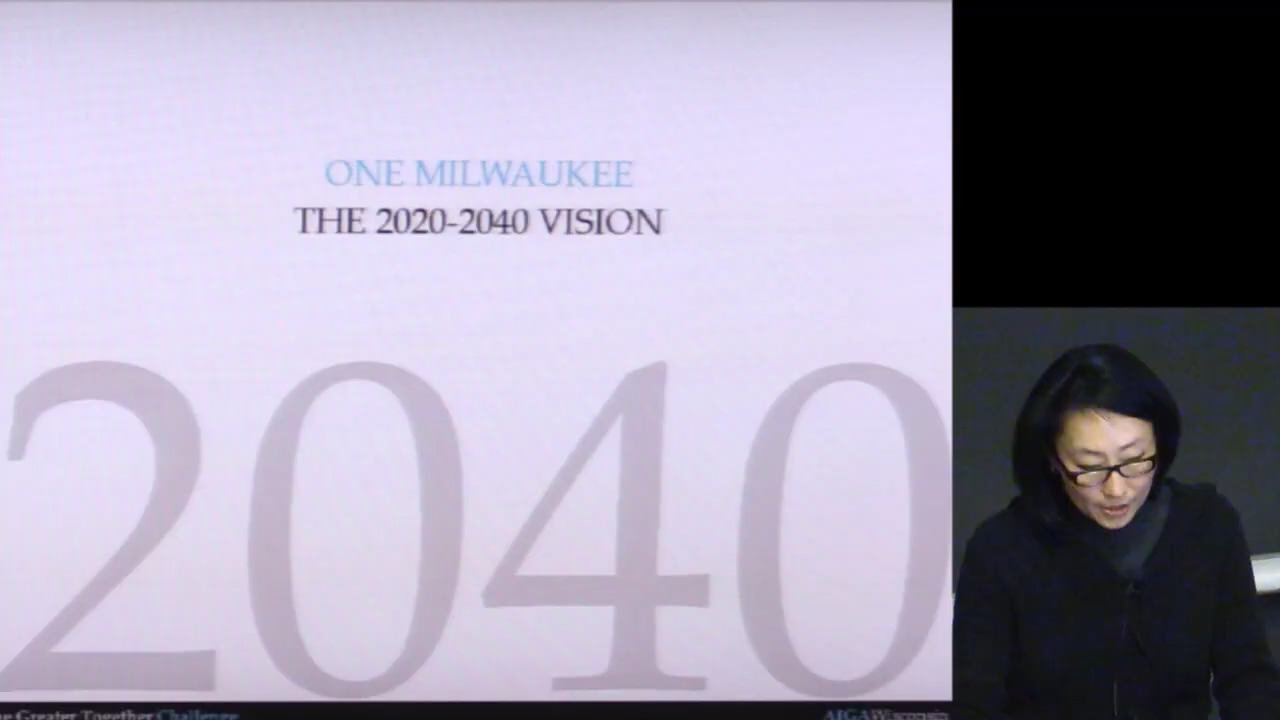 ONE MILWAUKEE
THE 2020-2040 VISION
2040
Greater Together Challenge
AIGA Wisconsin